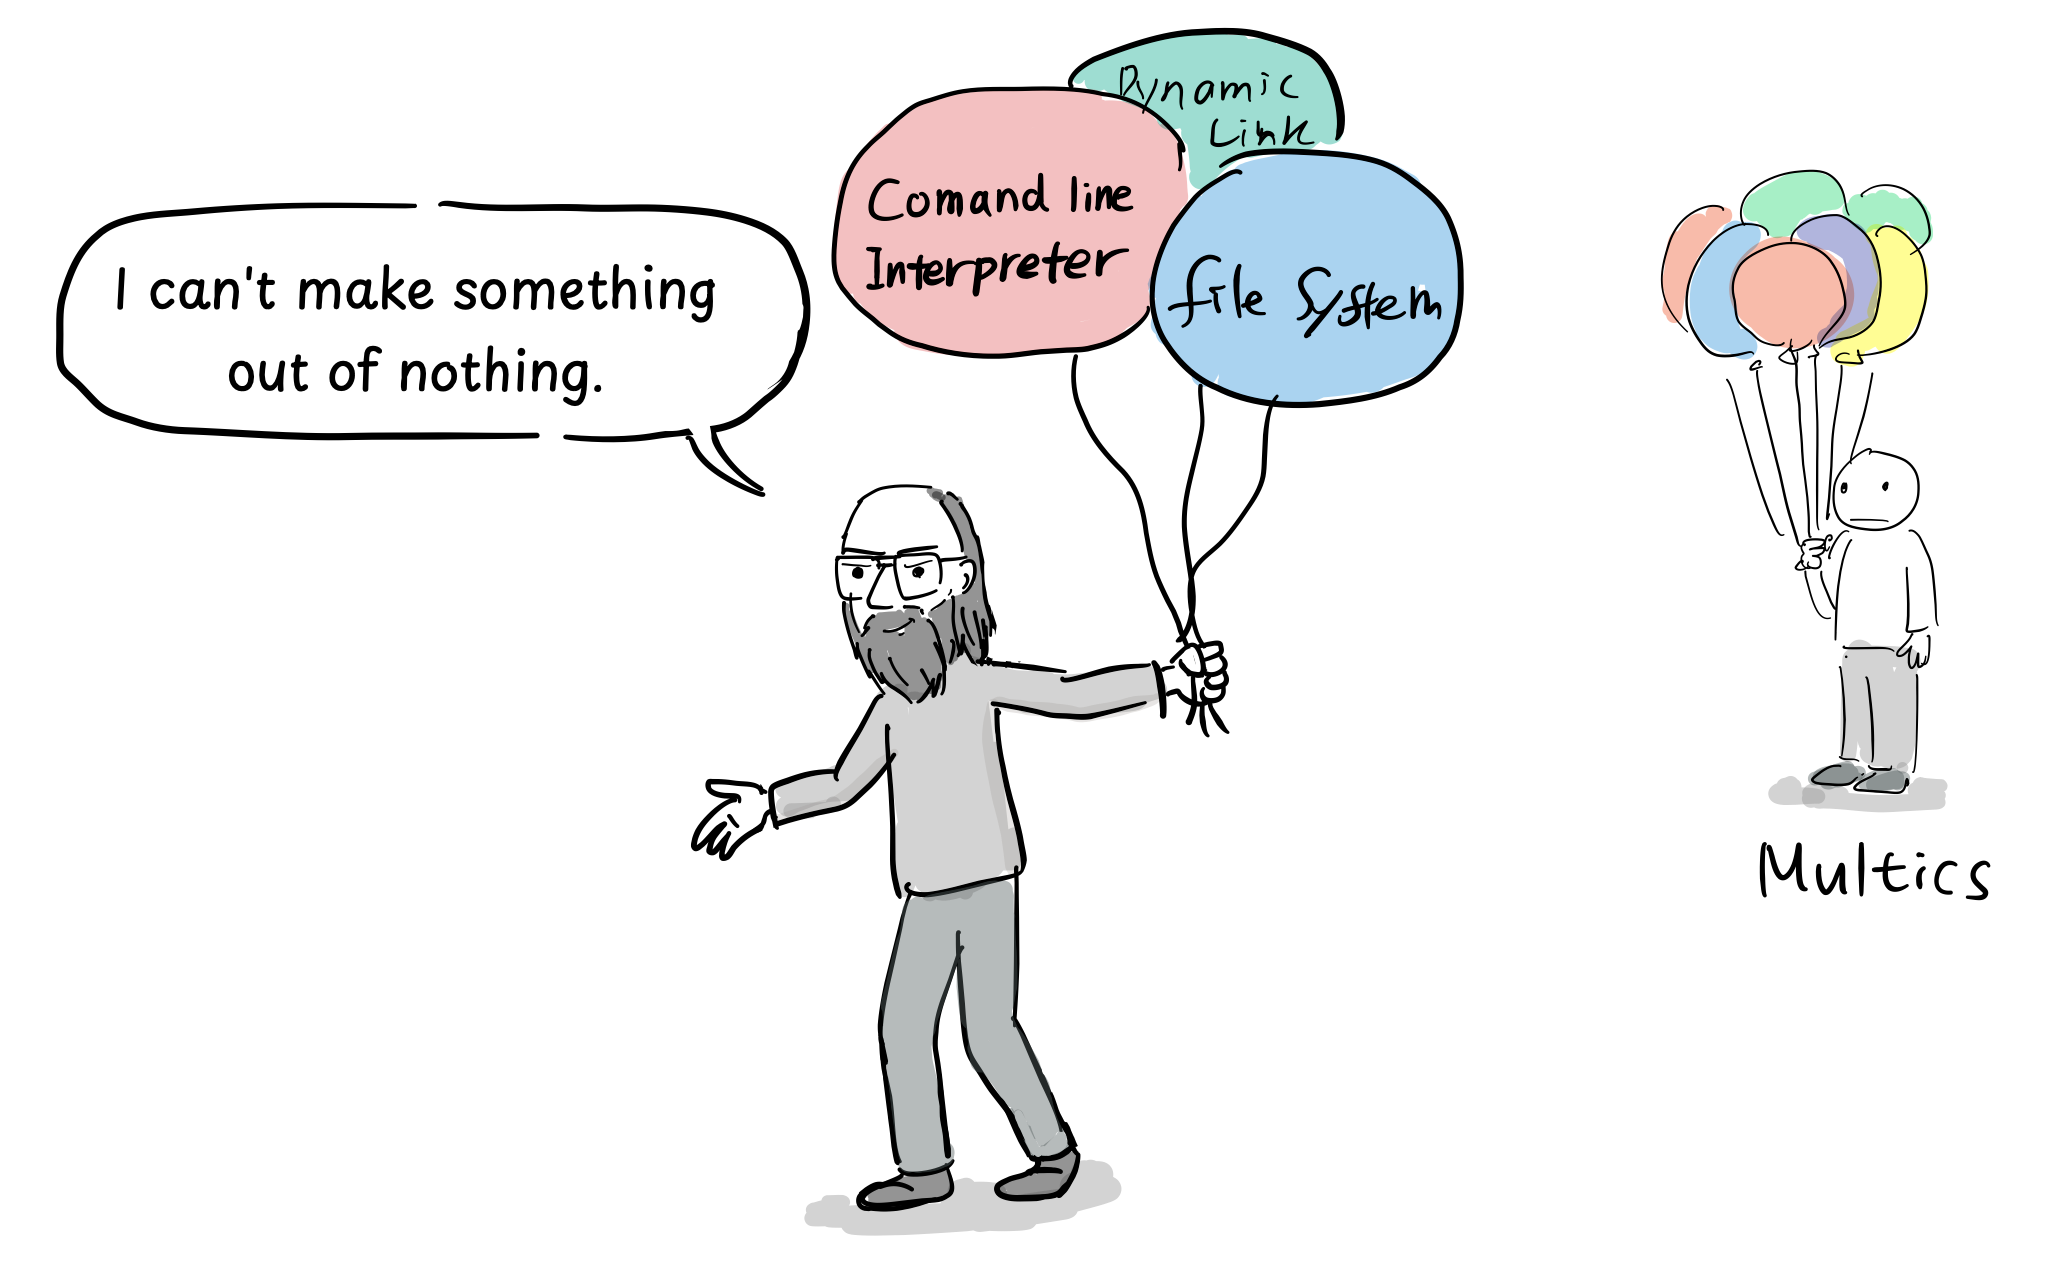 I can't make something
out of nothing.
Dynamic
Link
Comand line
Interpreter
file System
Multics